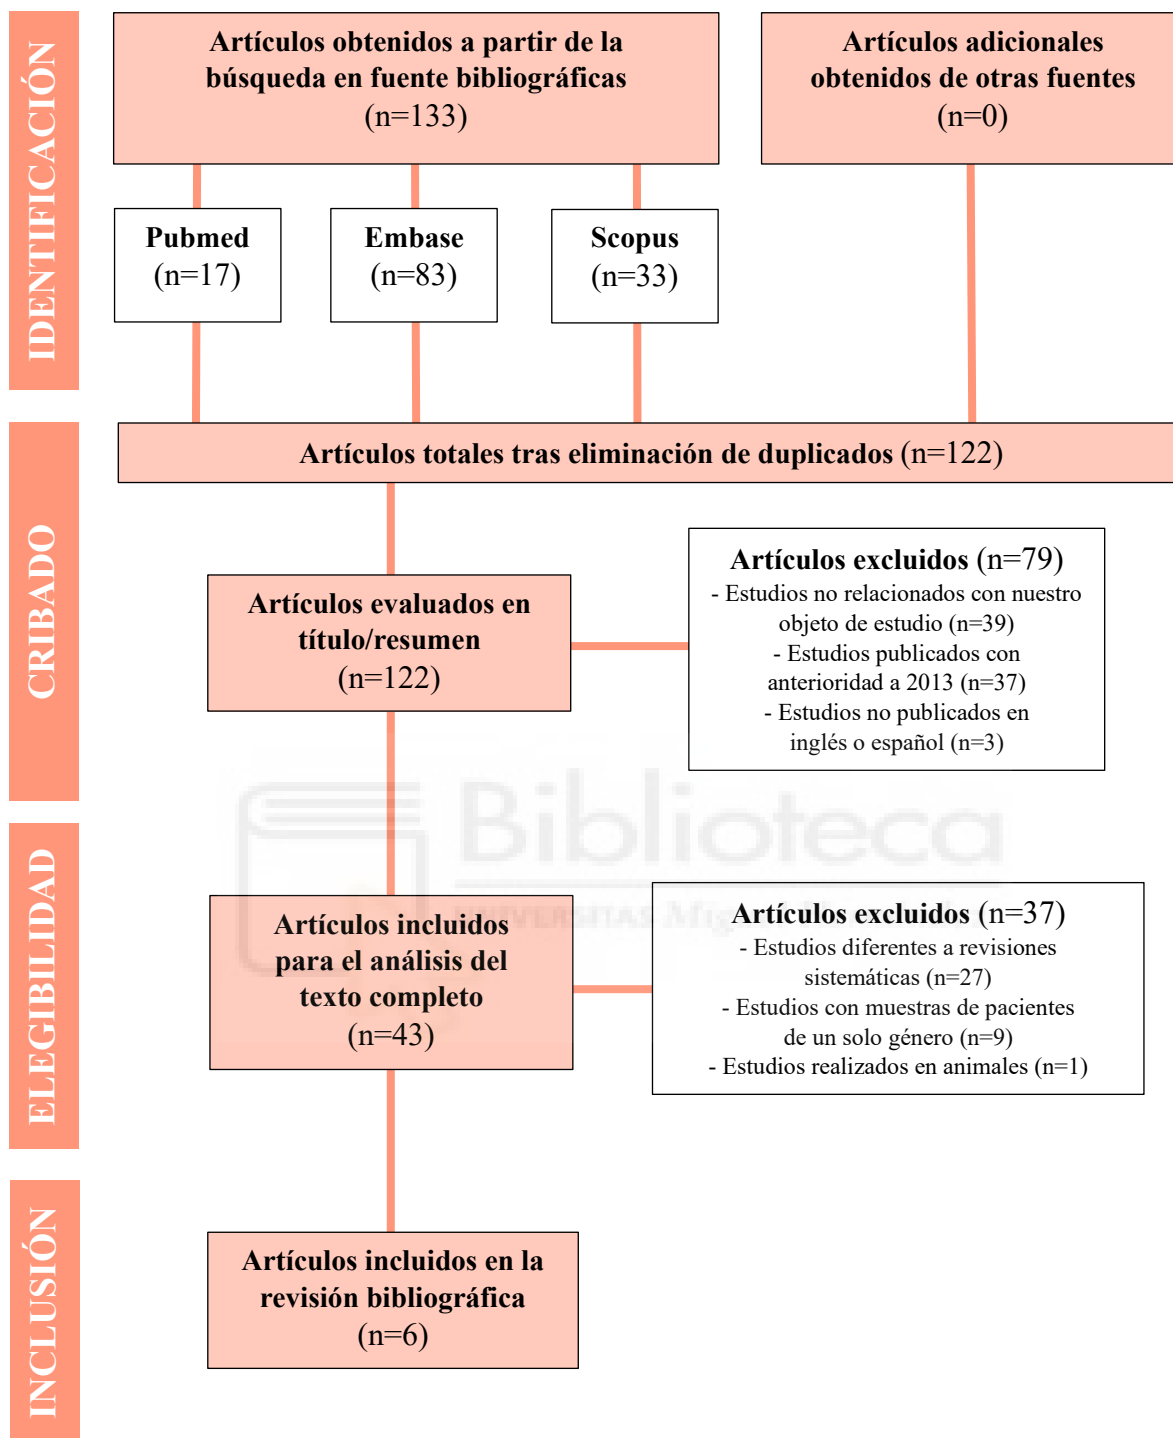 IDENTIFICACIÓN
Artículos obtenidos a partir de la
búsqueda en fuente bibliográficas
(n=133)
Artículos adicionales
obtenidos de otras fuentes
(n=0)
Pubmed
(n=17)
Embase
(n=83)
Scopus
(n=33)
CRIBADO
Artículos totales tras eliminación de duplicados (n=122)
Artículos evaluados en
título/resumen
(n=122)
Artículos excluidos (n=79)
- Estudios no relacionados con nuestro
objeto de estudio (n=39)
- Estudios publicados con
anterioridad a 2013 (n=37)
- Estudios no publicados en
inglés o español (n=3)
Biblioteca
UNIVERSITAS Miguel
ELEGIBILIDAD
Artículos incluidos
para el análisis del
texto completo
(n=43)
Artículos excluidos (n=37)
- Estudios diferentes a revisiones
sistemáticas (n=27)
- Estudios con muestras de pacientes
de un solo género (n=9)
- Estudios realizados en animales (n=1)
INCLUSIÓN
Artículos incluidos en la
revisión bibliográfica
(n=6)